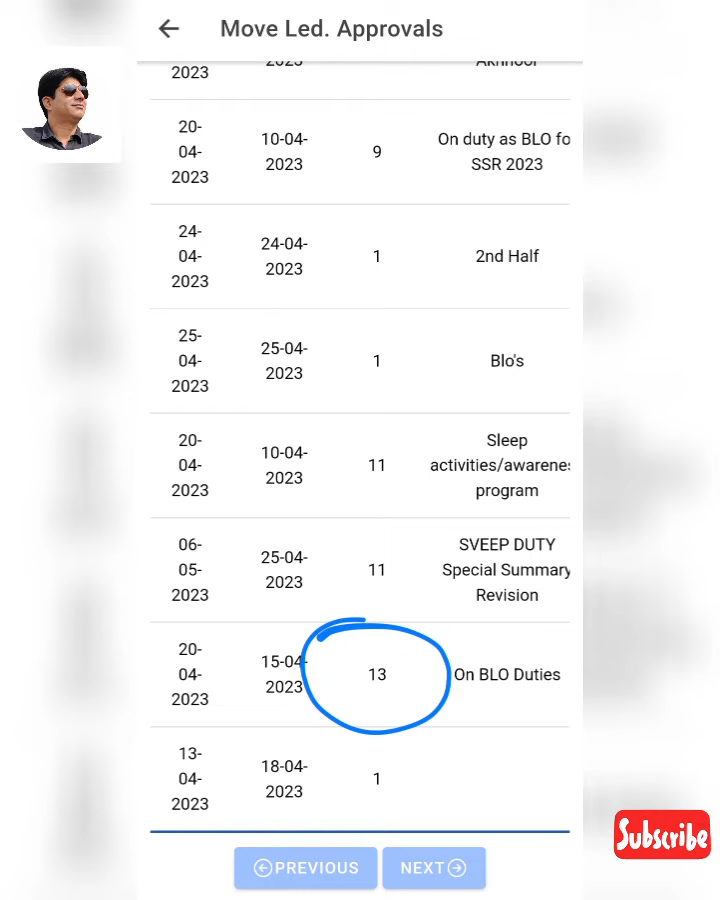 Move Led. Approvals
2023
2023
Akhnoor
20-
04-
2023
10-04-
2023
9
On duty as BLO fo
SSR 2023
24-
04-
2023
24-04-
2023
1
2nd Half
25-
04-
2023
25-04-
2023
1
Blo's
20-
04-
2023
10-04-
2023
11
Sleep
activities/awarenes
program
06-
05-
2023
25-04-
2023
11
SVEEP DUTY
Special Summary
Revision
20-
04-
2023
15-04-
2023
13
On BLO Duties
13-
04-
2023
18-04-
2023
1
PREVIOUS
NEXT
Subscribe